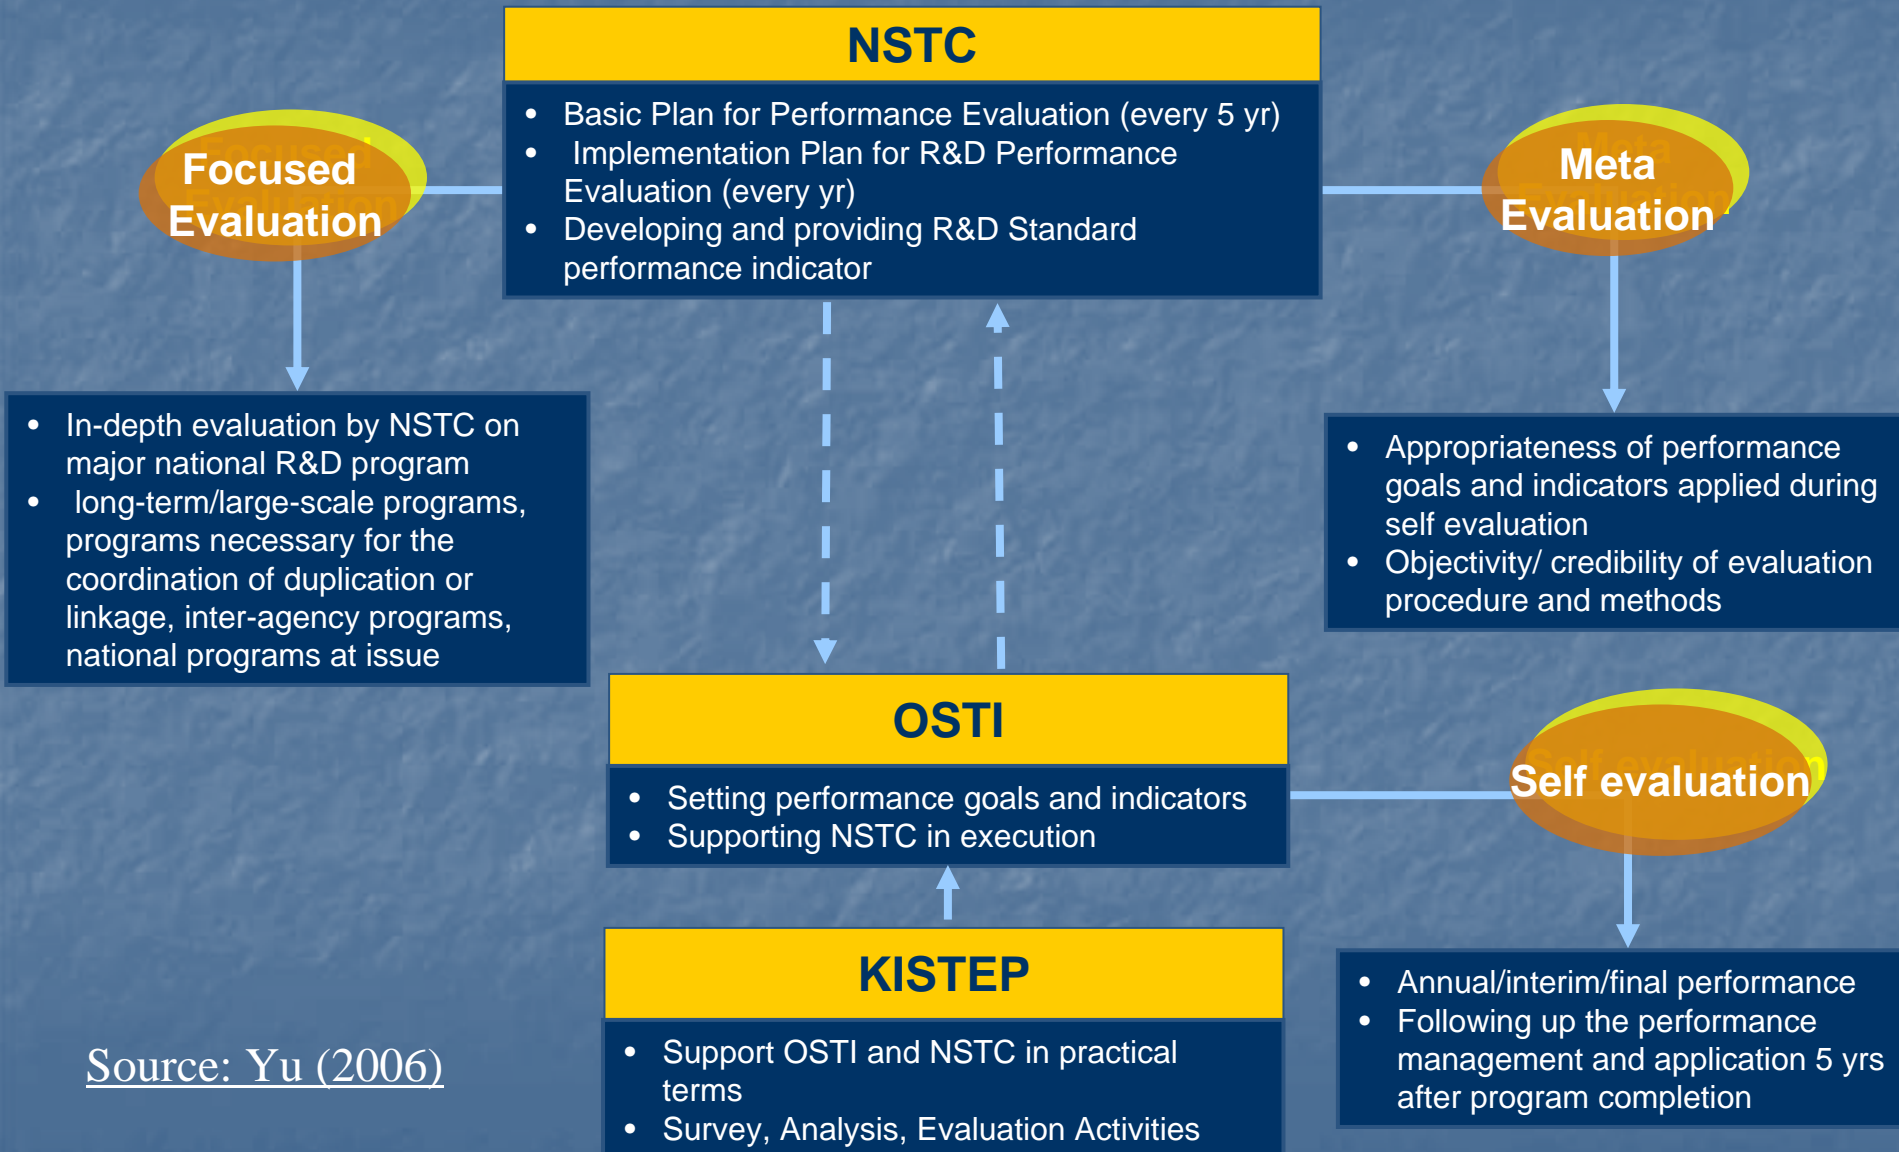 NSTC
• Basic Plan for Performance Evaluation (every 5 yr)
• Implementation Plan for R&D Performance
Evaluation (every yr)
• Developing and providing R&D Standard
performance indicator
Focused
Evaluation
Meta
Evaluation
• In-depth evaluation by NSTC on
major national R&D program
• long-term/large-scale programs,
programs necessary for the
coordination of duplication or
linkage, inter-agency programs,
national programs at issue
• Appropriateness of performance
goals and indicators applied during
self evaluation
• Objectivity/ credibility of evaluation
procedure and methods
OSTI
• Setting performance goals and indicators
• Supporting NSTC in execution
Self evaluation
KISTEP
• Support OSTI and NSTC in practical
terms
• Survey, Analysis, Evaluation Activities
• Annual/interim/final performance
• Following up the performance
management and application 5 yrs
after program completion
Source: Yu (2006)